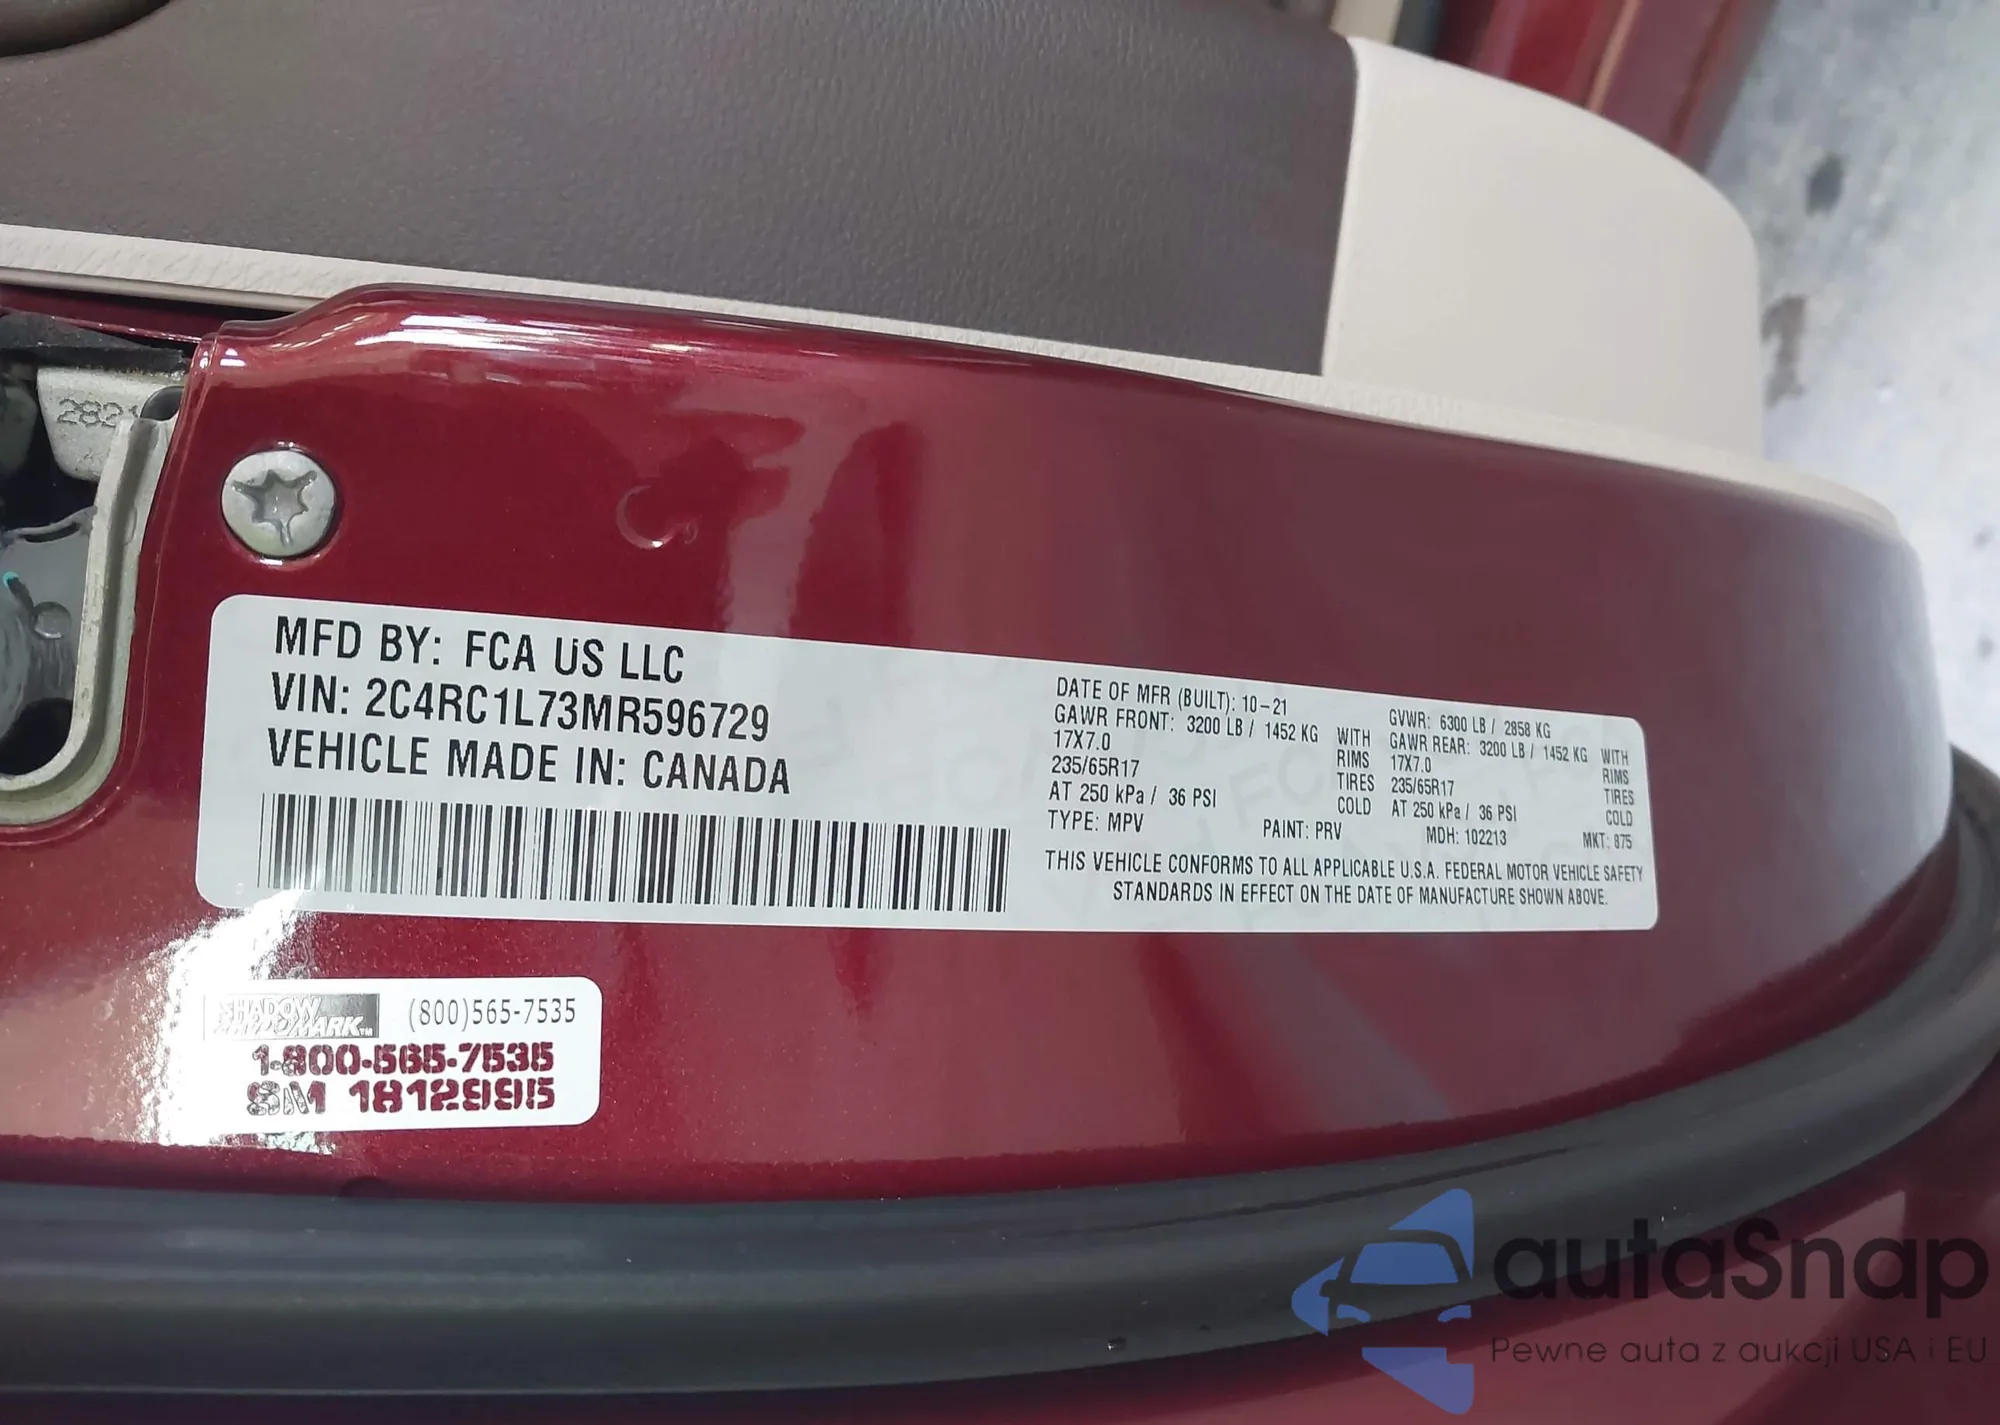 282
MFD BY: FCA US LLC
VIN: 2C4RC1L73MR596729
VEHICLE MADE IN: CANADA
DATE OF MFR (BUILT): 10-21
GVWR: 6300 LB / 2858 KG
GAWR FRONT: 3200 LB / 1452 KG WITH
GAWR REAR: 3200 LB / 1452 KG WITH
17X7.0 RIMS
17X7.0 RIMS
235/65R17 TIRES
235/65R17 TIRES
AT 250 kPa / 36 PSI COLD
AT 250 kPa / 36 PSI COLD
TYPE: MPV PAINT: PRV MDH: 102213 MKT: 875
THIS VEHICLE CONFORMS TO ALL APPLICABLE U.S.A. FEDERAL MOTOR VEHICLE SAFETY
STANDARDS IN EFFECT ON THE DATE OF MANUFACTURE SHOWN ABOVE.
SHADOW
MARK™
(800)565-7535
1-800-565-7535
SM 18129995
autaSnap
Pewne auta z aukcji USA i EU